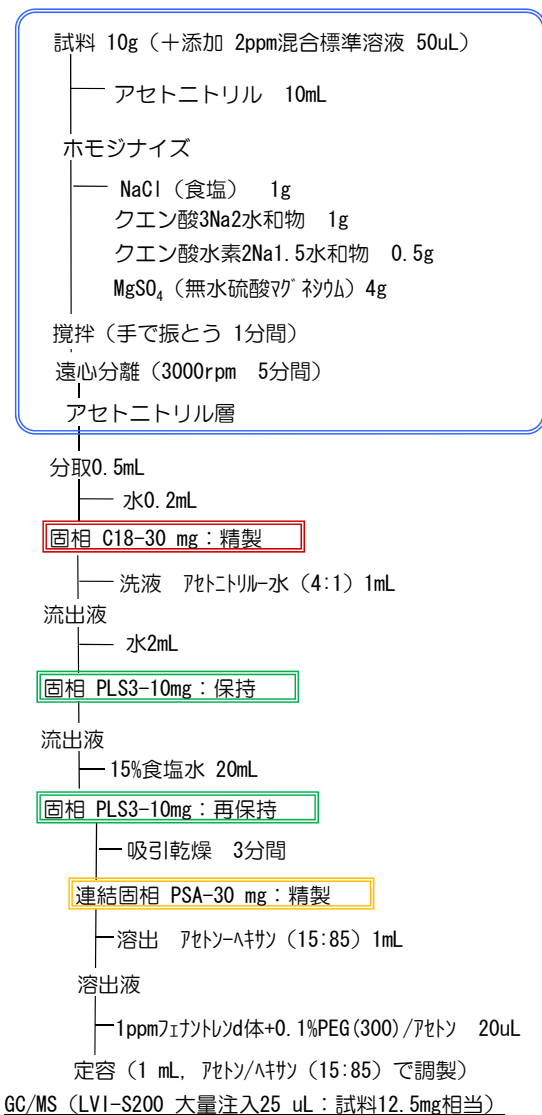 試料 10g（＋添加 2ppm混合標準溶液 50uL）
アセトニトリル 10mL
ホモジナイズ
NaCl（食塩） 1g
クエン酸3Na2水和物 1g
クエン酸水素2Na1.5水和物 0.5g
MgSO₄（無水硫酸ﾏｸﾞﾈｼｳﾑ）4g
撹拌（手で振とう 1分間）
遠心分離（3000rpm 5分間）
アセトニトリル層
分取0.5mL
水0.2mL
固相 C18-30 mg：精製
洗液 ｱｾﾄﾆﾄﾘﾙｰ水（4:1）1mL
流出液
水2mL
固相 PLS3-10mg：保持
流出液
15%食塩水 20mL
固相 PLS3-10mg：再保持
吸引乾燥 3分間
連結固相 PSA-30 mg：精製
溶出 ｱｾﾄﾝｰﾍｷｻﾝ（15:85）1mL
溶出液
1ppmﾌｪﾅﾝﾄﾚﾝd体+0.1%PEG(300)/ｱｾﾄﾝ 20uL
定容（1 mL, ｱｾﾄﾝ/ﾍｷｻﾝ（15:85）で調製）
GC/MS（LVI-S200 大量注入25 uL：試料12.5mg相当）